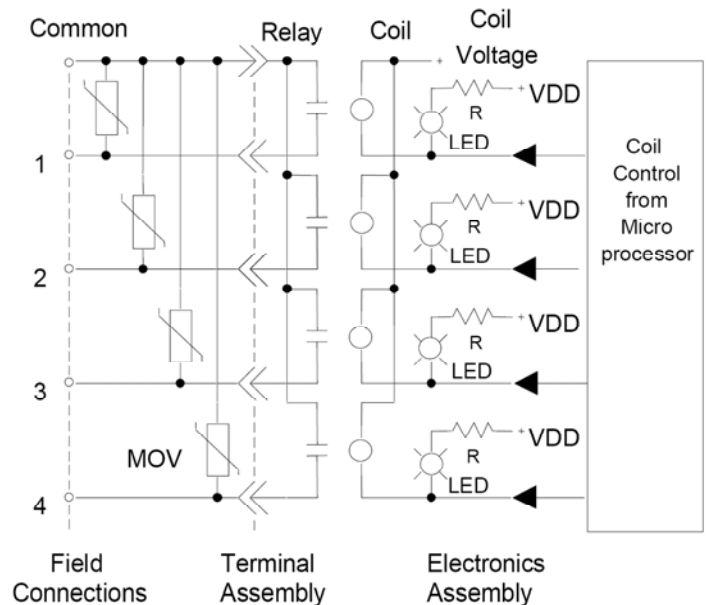 Common
Relay
Coil
Coil
Voltage
+
+VDD
R
LED
1
Coil
Control
from
Micro
processor
+VDD
R
LED
2
+VDD
R
LED
3
+VDD
R
LED
MOV
4
Field
Connections
Terminal
Assembly
Electronics
Assembly